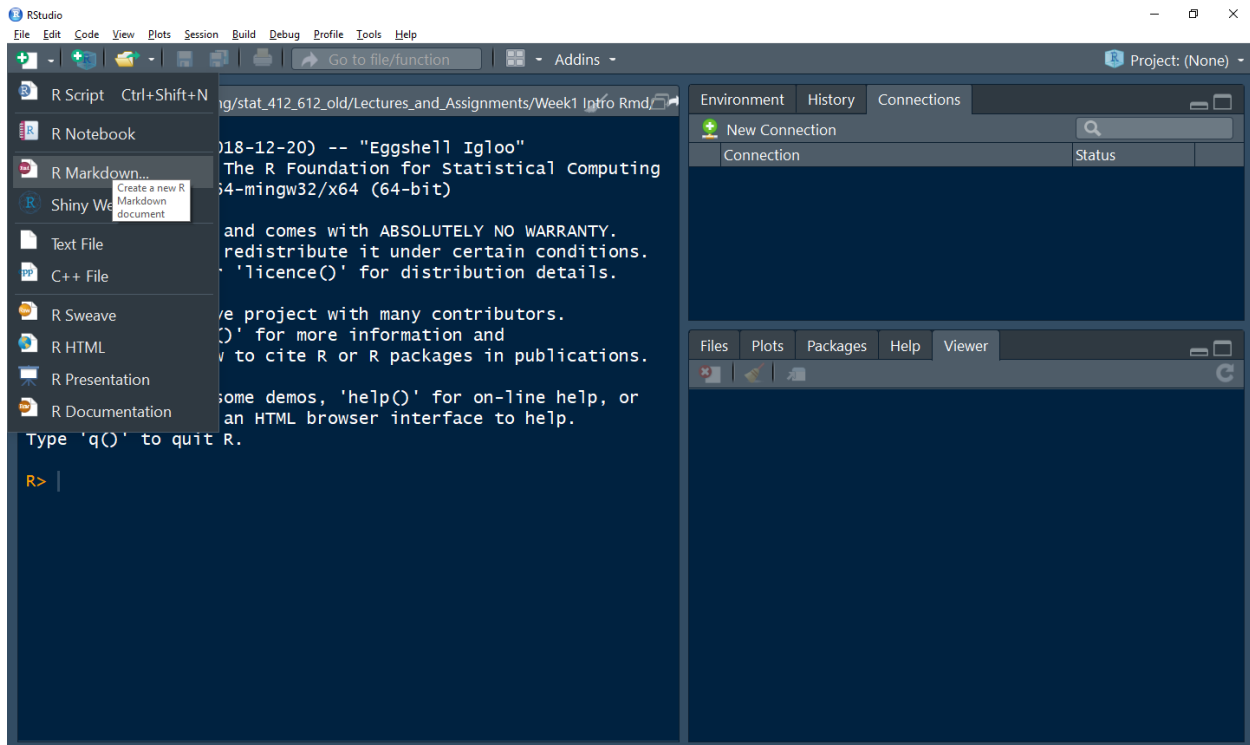 RStudio
File Edit Code View Plots Session Build Debug Profile Tools Help
Go to file/function
Addins
Project: (None)
R Script Ctrl+Shift+N
R Notebook
R Markdown...
Create a new R
Markdown
document
Shiny We
Text File
C++ File
R Sweave
R HTML
R Presentation
R Documentation
g/stat_412_612_old/Lectures_and_Assignments/Week1 Intro Rmd/
18-12-20) -- "Eggshell Igloo"
The R Foundation for Statistical Computing
64-mingw32/x64 (64-bit)
and comes with ABSOLUTELY NO WARRANTY.
redistribute it under certain conditions.
'licence()' for distribution details.
e project with many contributors.
()' for more information and
to cite R or R packages in publications.
some demos, 'help()' for on-line help, or
an HTML browser interface to help.
Type 'q()' to quit R.
R>
Environment History Connections
New Connection
Connection Status
Files Plots Packages Help Viewer